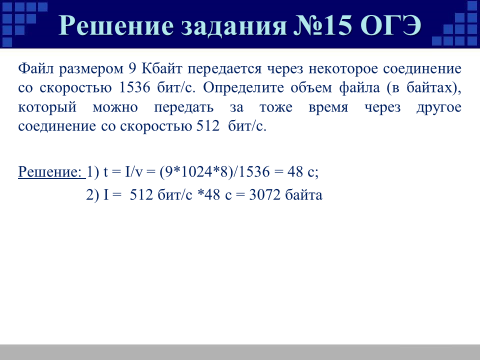 Решение задания №15 ОГЭ
Файл размером 9 Кбайт передается через некоторое соединение
со скоростью 1536 бит/с. Определите объем файла (в байтах),
который можно передать за тоже время через другое
соединение со скоростью 512 бит/с.
Решение: 1) t = I/v = (9*1024*8)/1536 = 48 с;
2) I = 512 бит/с *48 с = 3072 байта